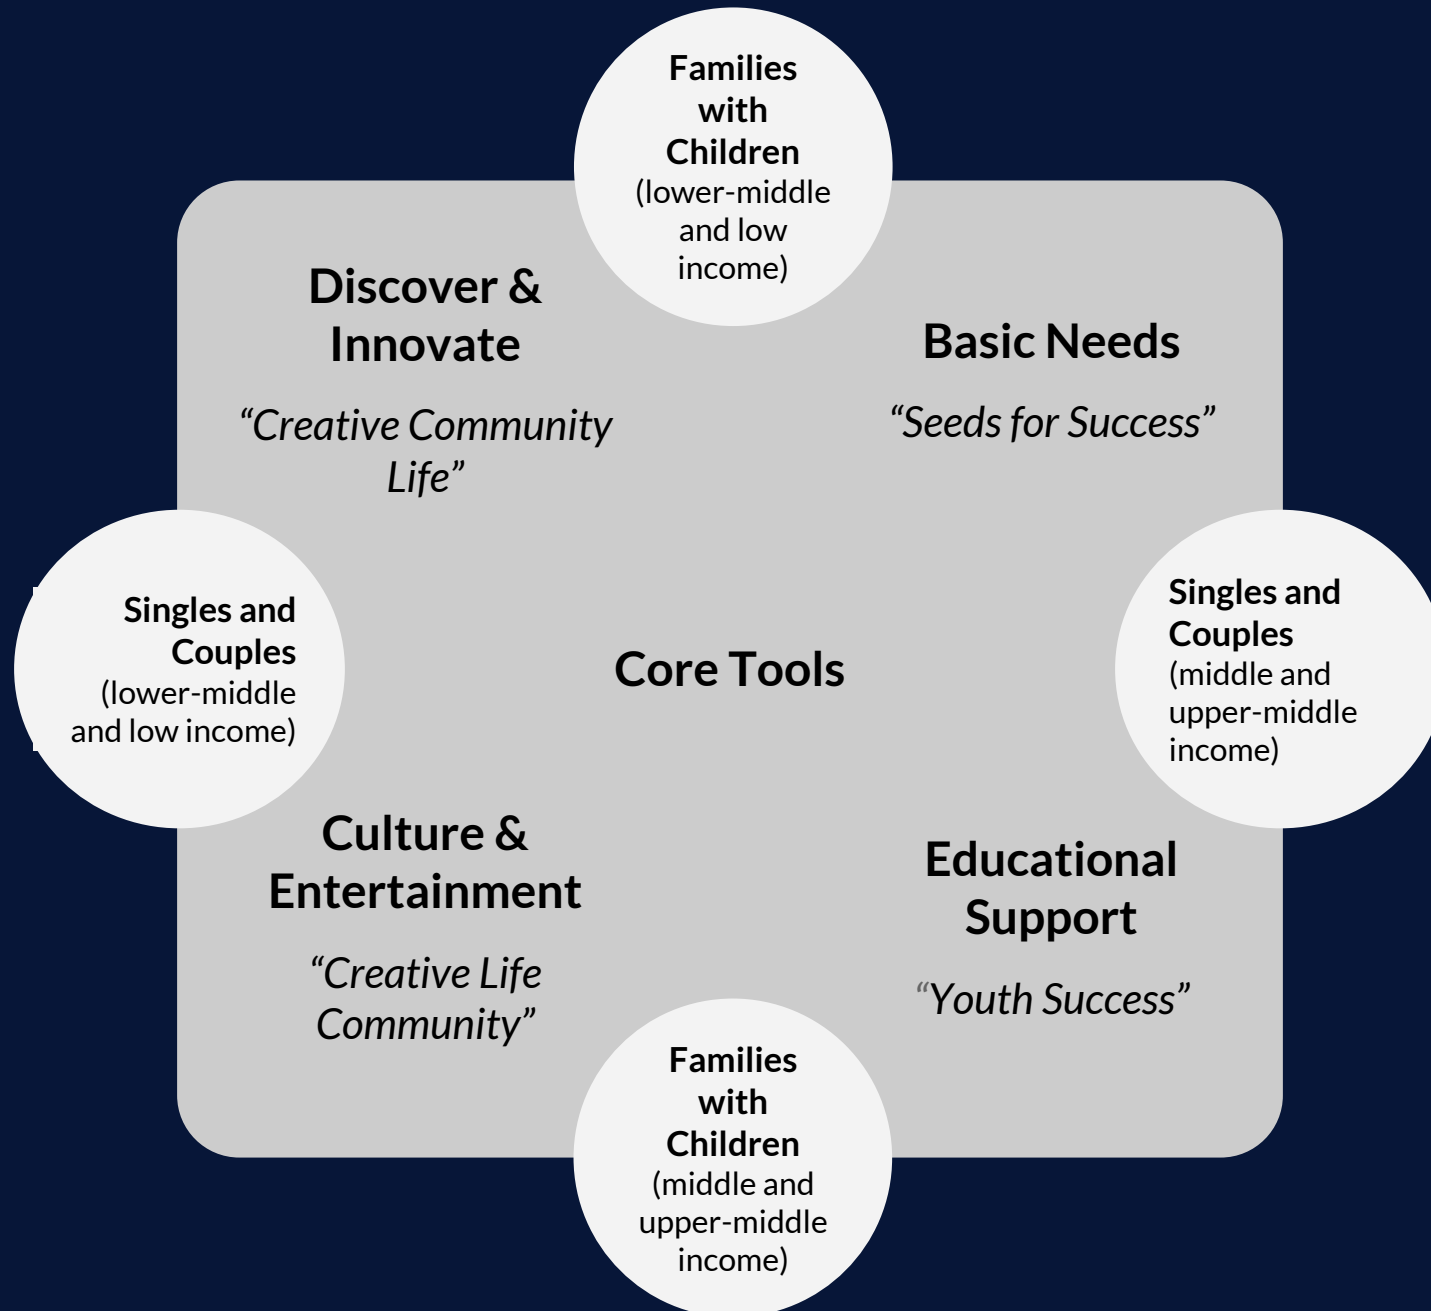 Families
with
Children
(lower-middle
and low
income)
Discover &
Innovate
“Creative Community
Life”
Basic Needs
“Seeds for Success”
Singles and
Couples
(lower-middle
and low income)
Core Tools
Singles and
Couples
(middle and
upper-middle
income)
Culture &
Entertainment
“Creative Life
Community”
Educational
Support
“Youth Success”
Families
with
Children
(middle and
upper-middle
income)